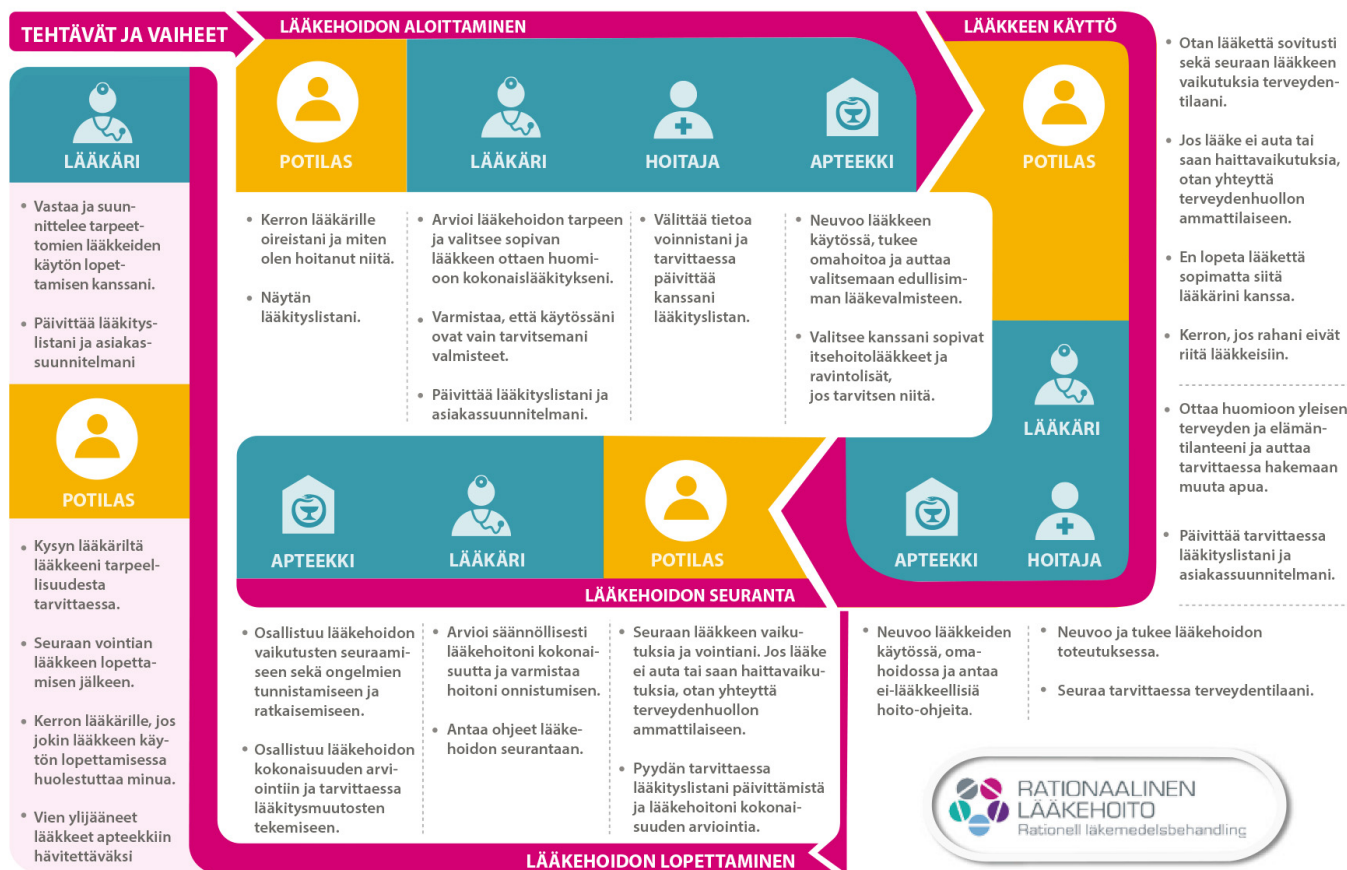 TEHTÄVÄT JA VAIHEET
LÄÄKEHOIDON ALOITTAMINEN
POTILAS
LÄÄKÄRI
HOITAJA
APTEEKKI
• Kerron lääkärille
oireistani ja miten
olen hoitanut niitä.
• Näytän
lääkityslistani.
• Arvioi lääkehoidon tarpeen
ja valitsee sopivan
lääkkeen ottaen huomi-
oon kokonaislääkitykseni.
• Varmistaa, että käytössäni
ovat vain tarvitsemani
valmisteet.
• Päivittää lääkityslistani ja
asiakassuunnitelmani.
• Välittää tietoa
voinnistani ja
tarvittaessa
päivittää
kanssani
lääkityslistan.
• Neuvoo lääkkeen
käytössä, tukee
omahoitoa ja auttaa
valitsemaan edullisim-
man lääkevalmisteen.
• Valitsee kanssani sopivat
itsehoitolääkkeet ja
ravintolisät,
jos tarvitsen niitä.
LÄÄKKEEN KÄYTTÖ
POTILAS
• Otan lääkettä sovitusti
sekä seuraan lääkkeen
vaikutuksia terveyden-
tilaani.
• Jos lääke ei auta tai
saan haittavaikutuksia,
otan yhteyttä
terveydenhuollon
ammattilaiseen.
• En lopeta lääkettä
sopimatta siitä
lääkärini kanssa.
• Kerron, jos rahani eivät
riitä lääkkeisiin.
LÄÄKÄRI
• Ottaa huomioon yleisen
terveyden ja elämän-
tilanteeni ja auttaa
tarvittaessa hakemaan
muuta apua.
• Päivittää tarvittaessa
lääkityslistani ja
asiakassuunnitelmani.
APTEEKKI
HOITAJA
• Neuvoo lääkkeiden
käytössä, oma-
hoidossa ja antaa
ei-lääkkeellisiä
hoito-ohjeita.
• Neuvoo ja tukee lääkehoidon
toteutuksessa.
• Seuraa tarvittaessa terveydentilaani.
APTEEKKI
LÄÄKÄRI
POTILAS
LÄÄKEHOIDON SEURANTA
• Osallistuu lääkehoidon
vaikutusten seuraami-
seen sekä ongelmien
tunnistamiseen ja
ratkaisemiseen.
• Osallistuu lääkehoidon
kokonaisuuden arvi-
ointiin ja tarvittaessa
lääkitysmuutosten
tekemiseen.
• Arvioi säännöllisesti
lääkehoitoni kokonai-
suutta ja varmistaa
hoitoni onnistumisen.
• Antaa ohjeet lääke-
hoidon seurantaan.
• Seuraan lääkkeen vaiku-
tuksia ja vointiani. Jos lääke
ei auta tai saan haittavaiku-
tuksia, otan yhteyttä
terveydenhuollon
ammattilaiseen.
• Pyydän tarvittaessa
lääkityslistani päivittämistä
ja lääkehoitoni kokonai-
suuden arviointia.
LÄÄKEHOIDON LOPETTAMINEN
LÄÄKÄRI
• Vastaa ja suun-
nittelee tarpeet-
tomien lääkkeiden
käytön lopet-
tamisen kanssani.
• Päivittää lääkitys-
listani ja asiakas-
suunnitelmani
POTILAS
• Kysyn lääkäriltä
lääkkeeni tarpeel-
lisuudesta
tarvittaessa.
• Seuraan vointian
lääkkeen lopetta-
misen jälkeen.
• Kerron lääkärille, jos
jokin lääkkeen käy-
tön lopettamisessa
huolestuttaa minua.
• Vien ylijääneet
lääkkeet apteekkiin
hävitettäväksi
RATIONAALINEN
LÄÄKEHOITO
Rationell läkemedelsbehandling